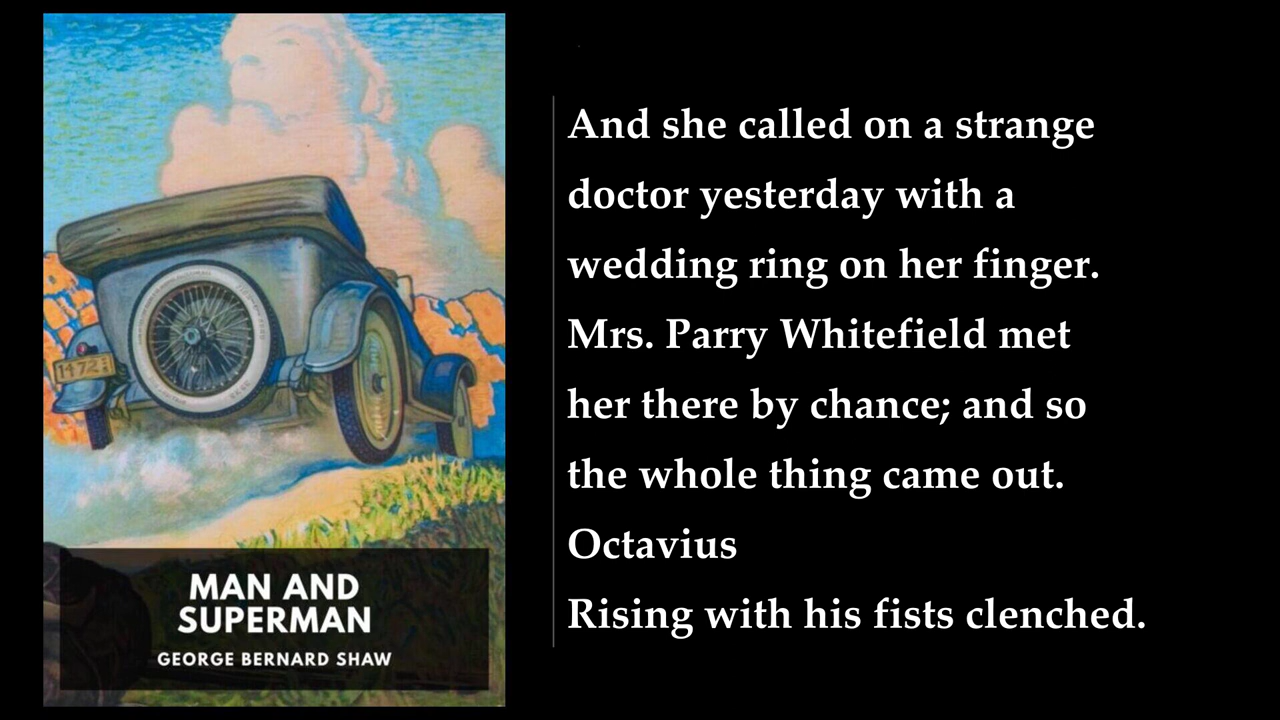 1472
MAN AND
SUPERMAN
GEORGE BERNARD SHAW
And she called on a strange
doctor yesterday with a
wedding ring on her finger.
Mrs. Parry Whitefield met
her there by chance; and so
the whole thing came out.
Octavius
Rising with his fists clenched.